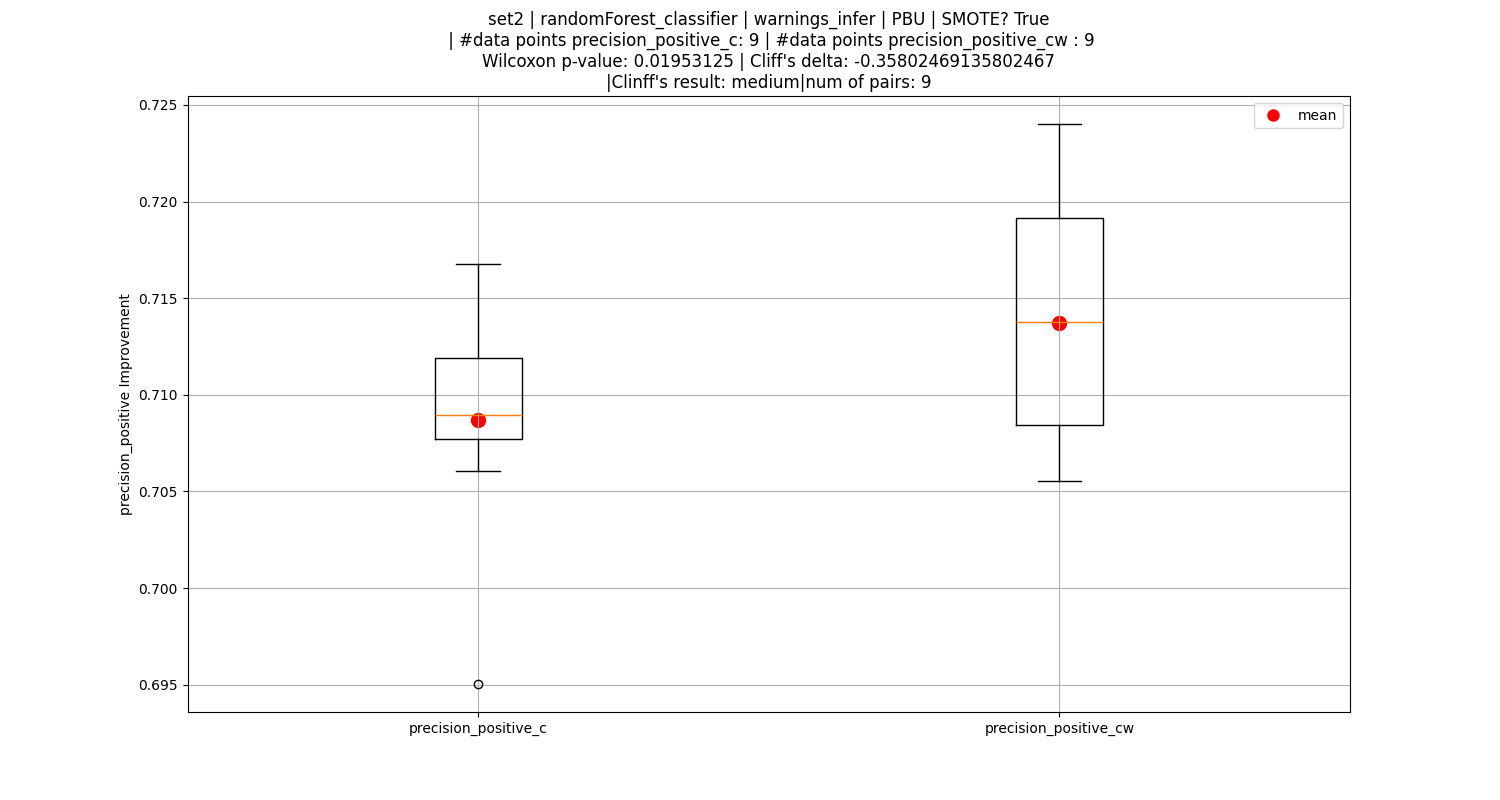 set2 | randomForest_classifier | warnings_infer | PBU | SMOTE? True
| #data points precision_positive_c: 9 | #data points precision_positive_cw : 9
Wilcoxon p-value: 0.01953125 | Cliff's delta: -0.35802469135802467
|Clinff's result: medium|num of pairs: 9
mean
precision_positive Improvement
0.725
0.720
0.715
0.710
0.705
0.700
0.695
precision_positive_c
precision_positive_cw